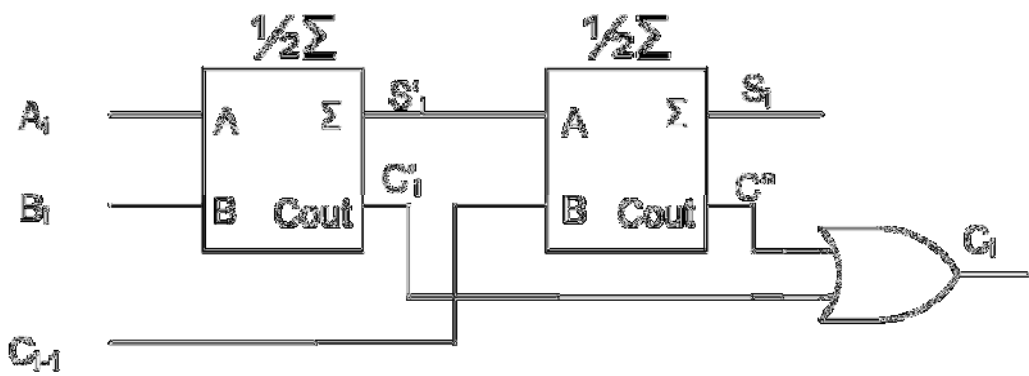 ½Σ ½Σ
Aᵢ A Σ S'ᵢ A Σ Sᵢ
Bᵢ B Cout C'ᵢ B Cout C" Cᵢ
Cᵢ₋₁